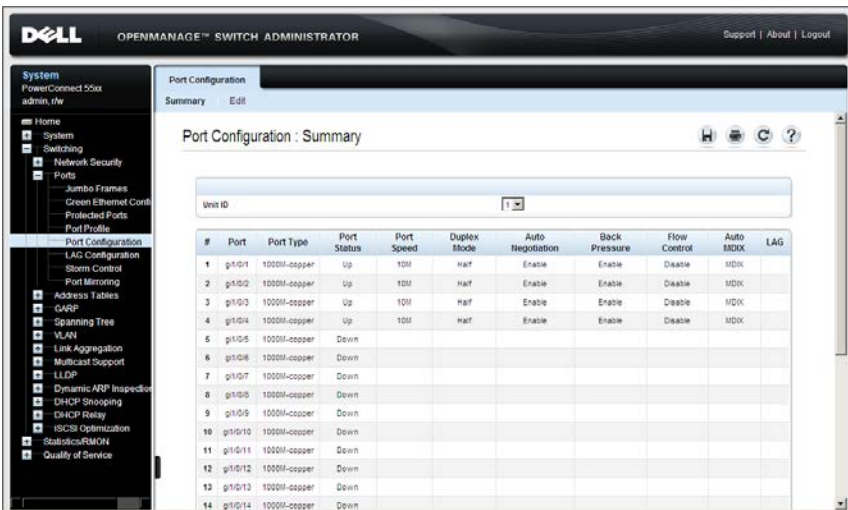 DELL OPENMANAGE™ SWITCH ADMINISTRATOR Support | About | Logout
System
PowerConnect 55xx
admin, r/w
Home
System
Switching
Network Security
Ports
Jumbo Frames
Green Ethernet Confi
Protected Ports
Port Profile
Port Configuration
LAG Configuration
Storm Control
Port Mirroring
Address Tables
GARP
Spanning Tree
VLAN
Link Aggregation
Multicast Support
LLDP
Dynamic ARP Inspection
DHCP Snooping
DHCP Relay
iSCSI Optimization
Statistics/RMON
Quality of Service
Port Configuration
Summary Edit
Port Configuration : Summary
Unit ID 1
# Port Port Type Port Status Port Speed Duplex Mode Auto Negotiation Back Pressure Flow Control Auto MDIX LAG
1 gi1/0/1 1000M-copper Up 10M Half Enable Enable Disable MDIX
2 gi1/0/2 1000M-copper Up 10M Half Enable Enable Disable MDIX
3 gi1/0/3 1000M-copper Up 10M Half Enable Enable Disable MDIX
4 gi1/0/4 1000M-copper Up 10M Half Enable Enable Disable MDIX
5 gi1/0/5 1000M-copper Down
6 gi1/0/6 1000M-copper Down
7 gi1/0/7 1000M-copper Down
8 gi1/0/8 1000M-copper Down
9 gi1/0/9 1000M-copper Down
10 gi1/0/10 1000M-copper Down
11 gi1/0/11 1000M-copper Down
12 gi1/0/12 1000M-copper Down
13 gi1/0/13 1000M-copper Down
14 gi1/0/14 1000M-copper Down